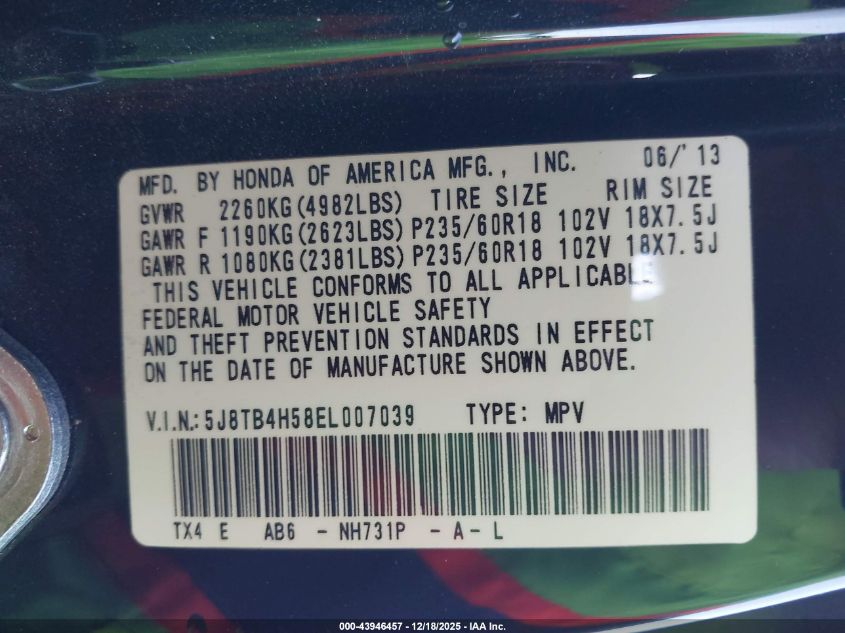 MFD. BY HONDA OF AMERICA MFG., INC. 06/'13
GVWR 2260KG(4982LBS) TIRE SIZE RIM SIZE
GAWR F 1190KG(2623LBS) P235/60R18 102V 18X7.5J
GAWR R 1080KG(2381LBS) P235/60R18 102V 18X7.5J
THIS VEHICLE CONFORMS TO ALL APPLICABLE
FEDERAL MOTOR VEHICLE SAFETY
AND THEFT PREVENTION STANDARDS IN EFFECT
ON THE DATE OF MANUFACTURE SHOWN ABOVE.
V.I.N.: 5J8TB4H58EL007039 TYPE: MPV
TX4 E AB6 - NH731P - A - L
000-43946457 - 12/18/2025 - IAA Inc.